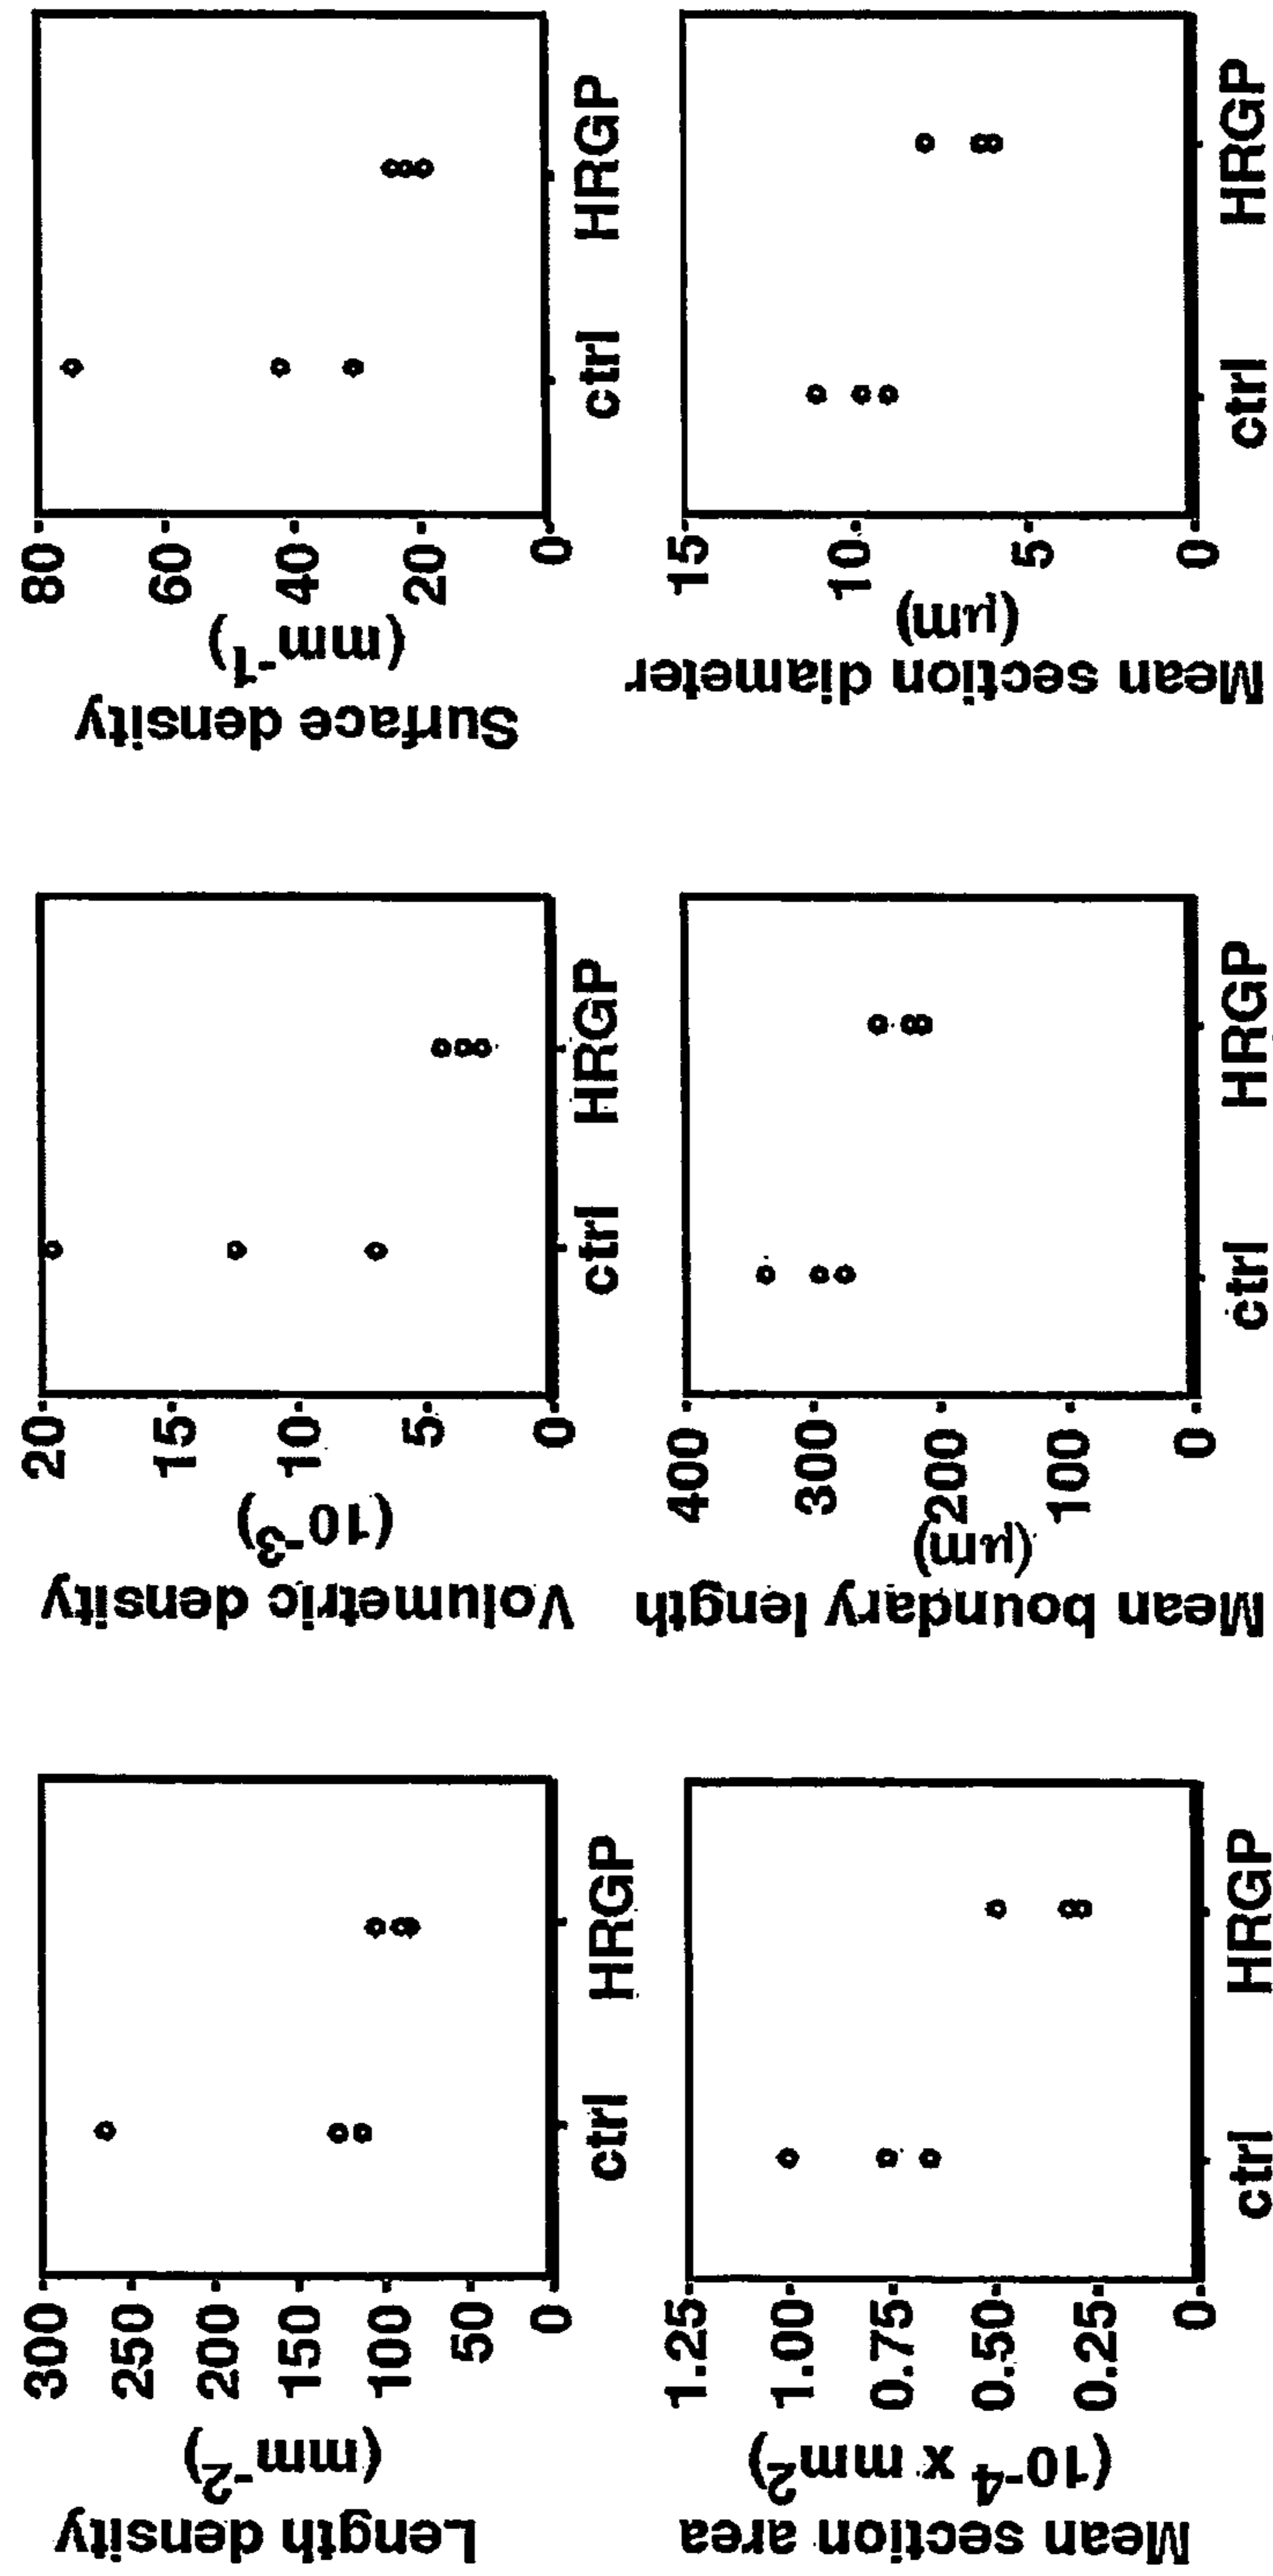 Length density
(mm⁻²)
300
250
200
150
100
50
0
ctrl HRGP
Volumetric density
(10⁻³)
20
15
10
5
0
ctrl HRGP
Surface density
(mm⁻¹)
80
60
40
20
0
ctrl HRGP
Mean section area
(10⁻⁴ x mm²)
1.25
1.00
0.75
0.50
0.25
0
ctrl HRGP
Mean boundary length
(μm)
400
300
200
100
0
ctrl HRGP
Mean section diameter
(μm)
15
10
5
0
ctrl HRGP